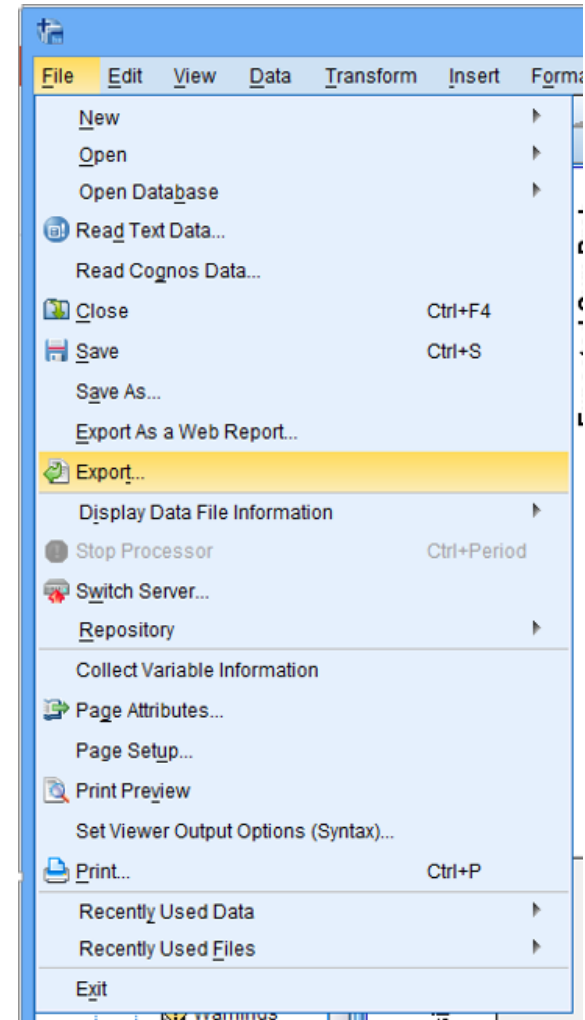 File Edit View Data Transform Insert Forma
New
Open
Open Database
Read Text Data...
Read Cognos Data...
Close Ctrl+F4
Save Ctrl+S
Save As...
Export As a Web Report...
Export...
Display Data File Information
Stop Processor Ctrl+Period
Switch Server...
Repository
Collect Variable Information
Page Attributes...
Page Setup...
Print Preview
Set Viewer Output Options (Syntax)...
Print... Ctrl+P
Recently Used Data
Recently Used Files
Exit
Warnings